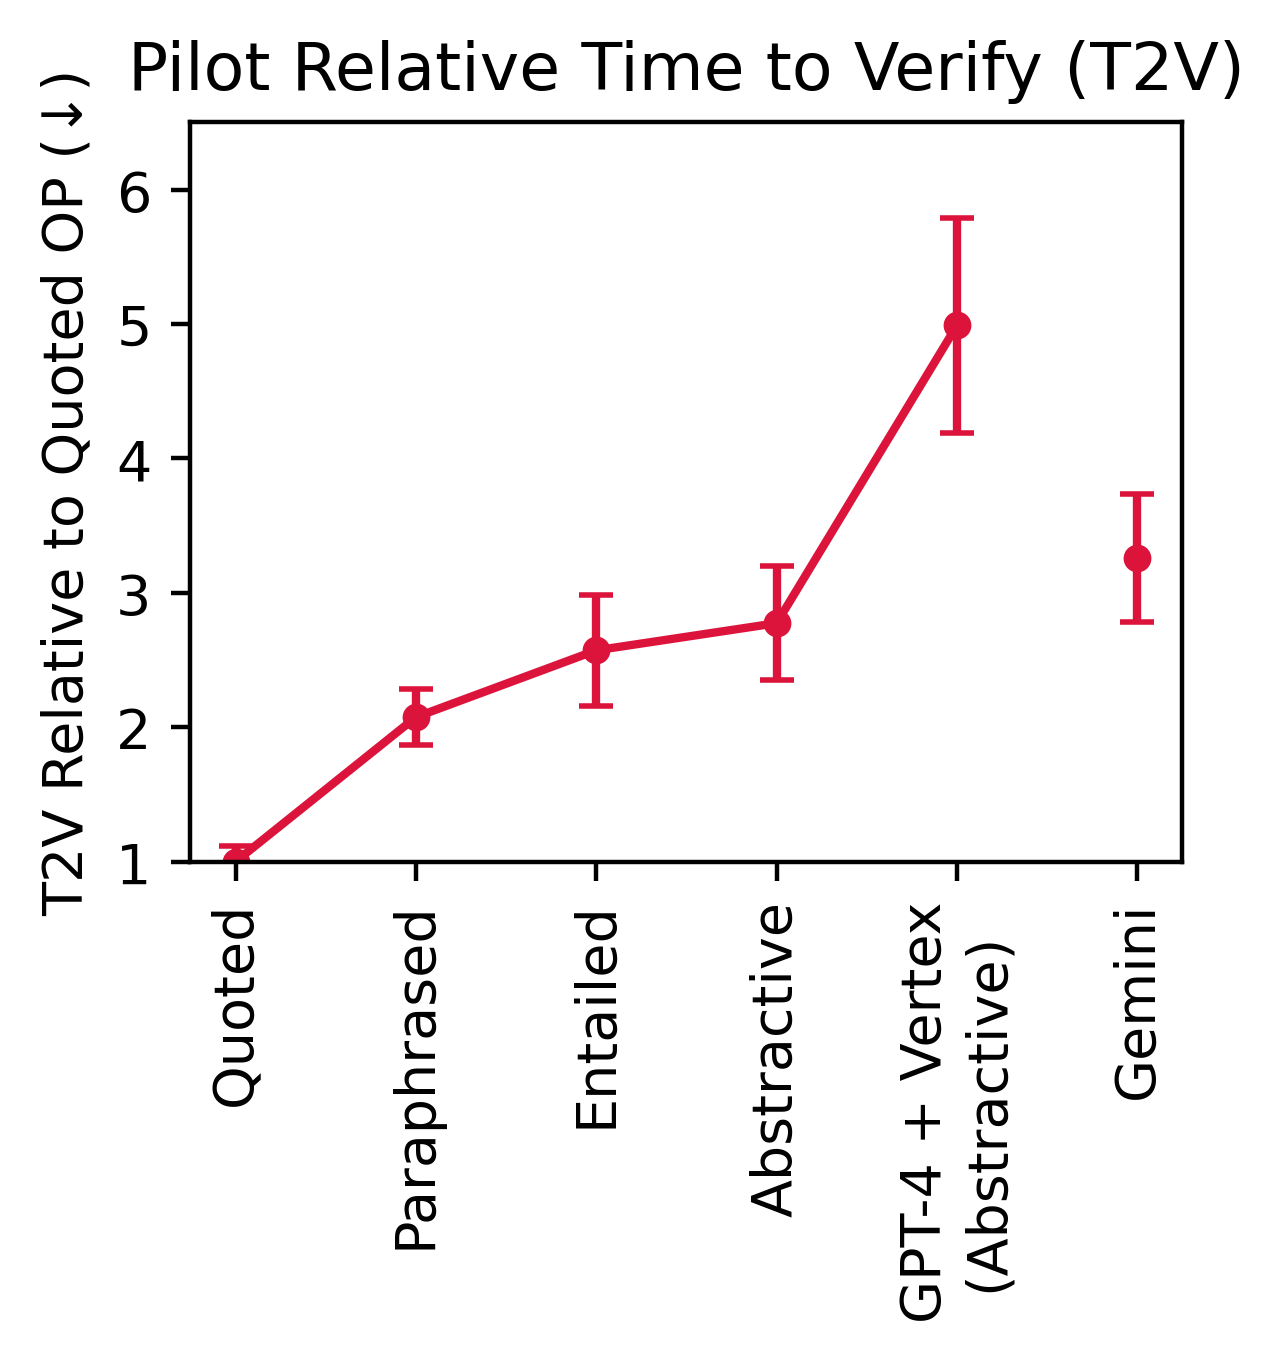 Pilot Relative Time to Verify (T2V)
T2V Relative to Quoted OP (↓)
6
5
4
3
2
1
Quoted
Paraphrased
Entailed
Abstractive
GPT-4 + Vertex
(Abstractive)
Gemini